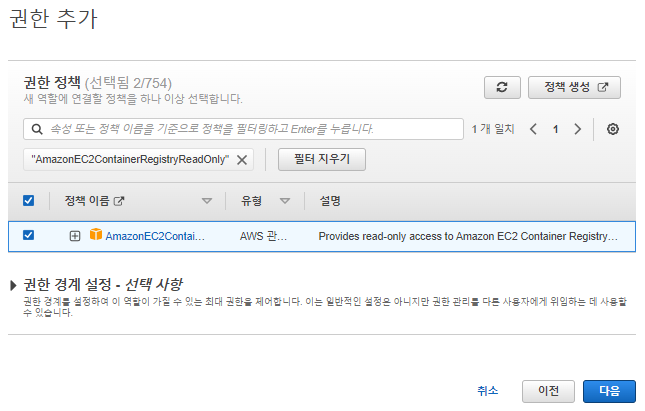 권한 추가
권한 정책 (선택됨 2/754)
새 역할에 연결할 정책을 하나 이상 선택합니다.
정책 생성
속성 또는 정책 이름을 기준으로 정책을 필터링하고 Enter를 누릅니다.
1 개 일치
1
"AmazonEC2ContainerRegistryReadOnly"
필터 지우기
정책 이름 유형 설명
AmazonEC2Contai... AWS 관... Provides read-only access to Amazon EC2 Container Registry...
권한 경계 설정 - 선택 사항
권한 경계를 설정하여 이 역할이 가질 수 있는 최대 권한을 제어합니다. 이는 일반적인 설정은 아니지만 권한 관리를 다른 사용자에게 위임하는 데 사용할
수 있습니다.
취소 이전 다음